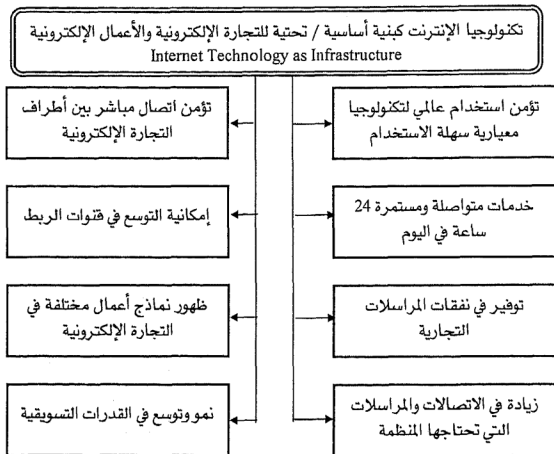 تكنولوجيا الإنترنت كبنية أساسية / تحتية للتجارة الإلكترونية والأعمال الإلكترونية
Internet Technology as Infrastructure
تؤمن استخدام عالمي لتكنولوجيا
معيارية سهلة الاستخدام
تؤمن اتصال مباشر بين أطراف
التجارة الإلكترونية
خدمات متواصلة ومستمرة 24
ساعة في اليوم
إمكانية التوسع في قنوات الربط
توفير في نفقات المراسلات
التجارية
ظهور نماذج أعمال مختلفة في
التجارة الإلكترونية
زيادة في الاتصالات والمراسلات
التي تحتاجها المنظمة
نمو وتوسع في القدرات التسويقية